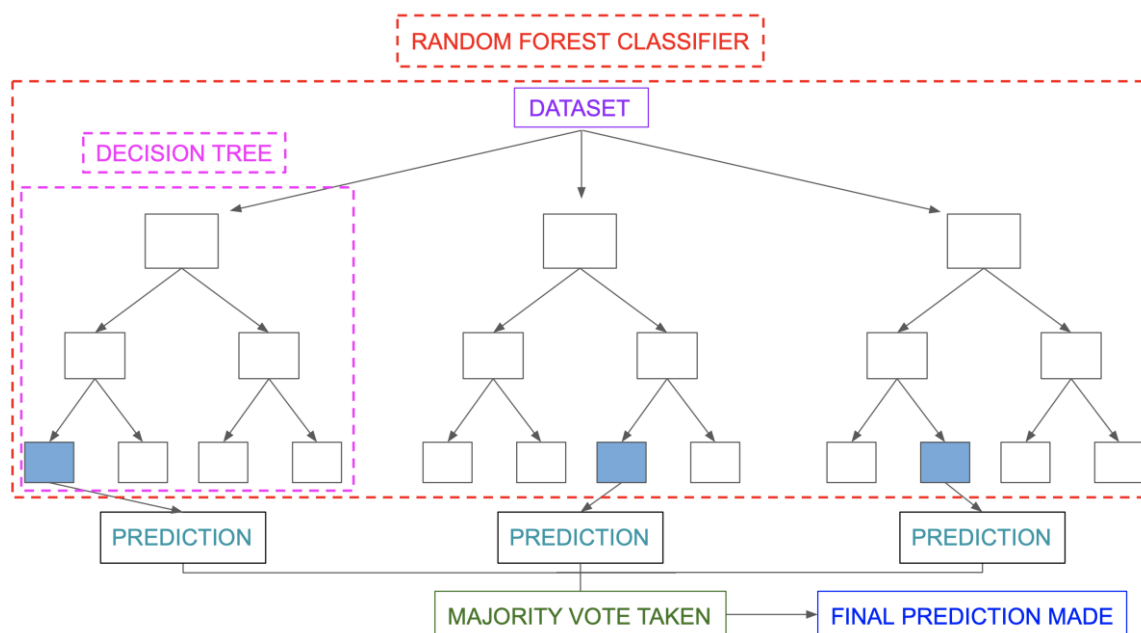 RANDOM FOREST CLASSIFIER
DATASET
DECISION TREE
PREDICTION
PREDICTION
PREDICTION
MAJORITY VOTE TAKEN
FINAL PREDICTION MADE